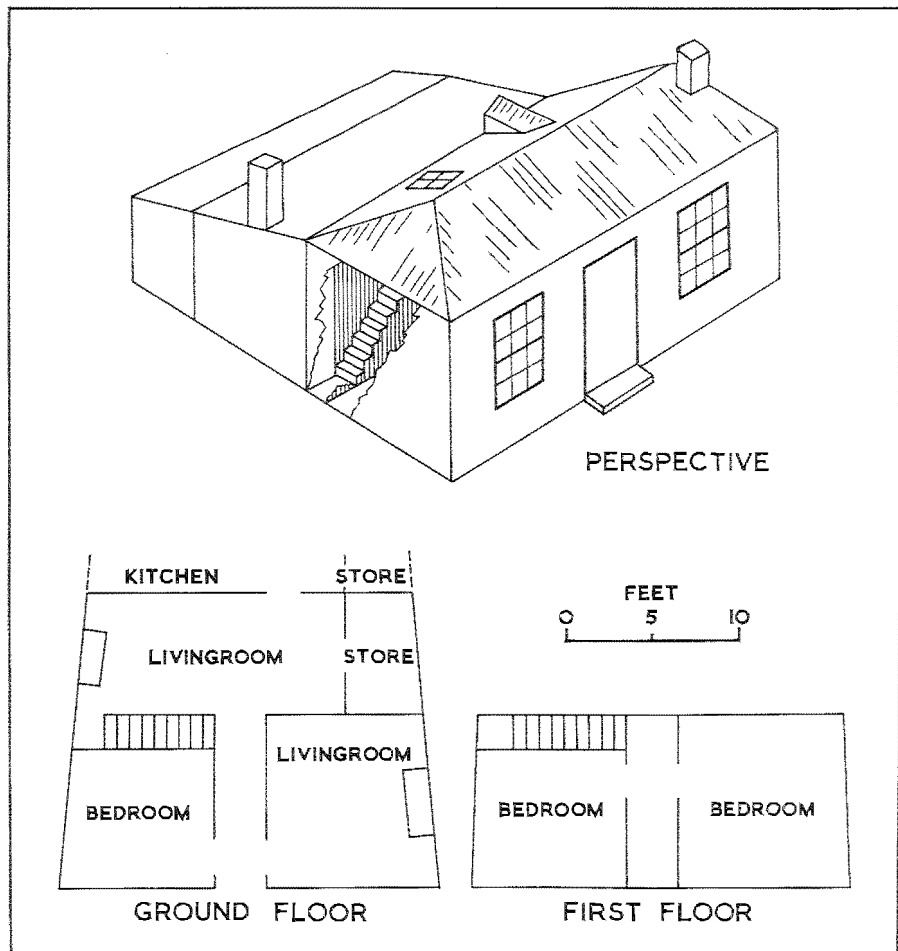 PERSPECTIVE
KITCHEN STORE
LIVINGROOM STORE
LIVINGROOM
BEDROOM
GROUND FLOOR
FEET
0 5 10
BEDROOM BEDROOM
FIRST FLOOR